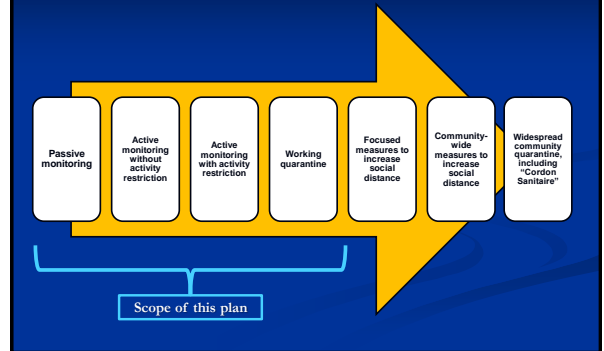 Passive
monitoring
Active
monitoring
without
activity
restriction
Active
monitoring
with activity
restriction
Working
quarantine
Focused
measures to
increase
social
distance
Community-
wide
measures to
increase
social
distance
Widespread
community
quarantine,
including
“Cordon
Sanitaire”
Scope of this plan